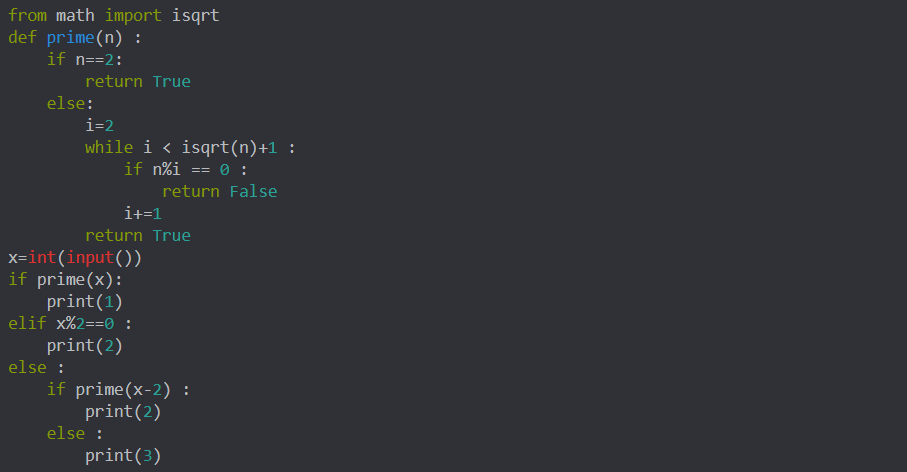 from math import isqrt
def prime(n) :
    if n==2:
        return True
    else:
        i=2
        while i < isqrt(n)+1 :
            if n%i == 0 :
                return False
            i+=1
        return True
x=int(input())
if prime(x):
    print(1)
elif x%2==0 :
    print(2)
else :
    if prime(x-2) :
        print(2)
    else :
        print(3)